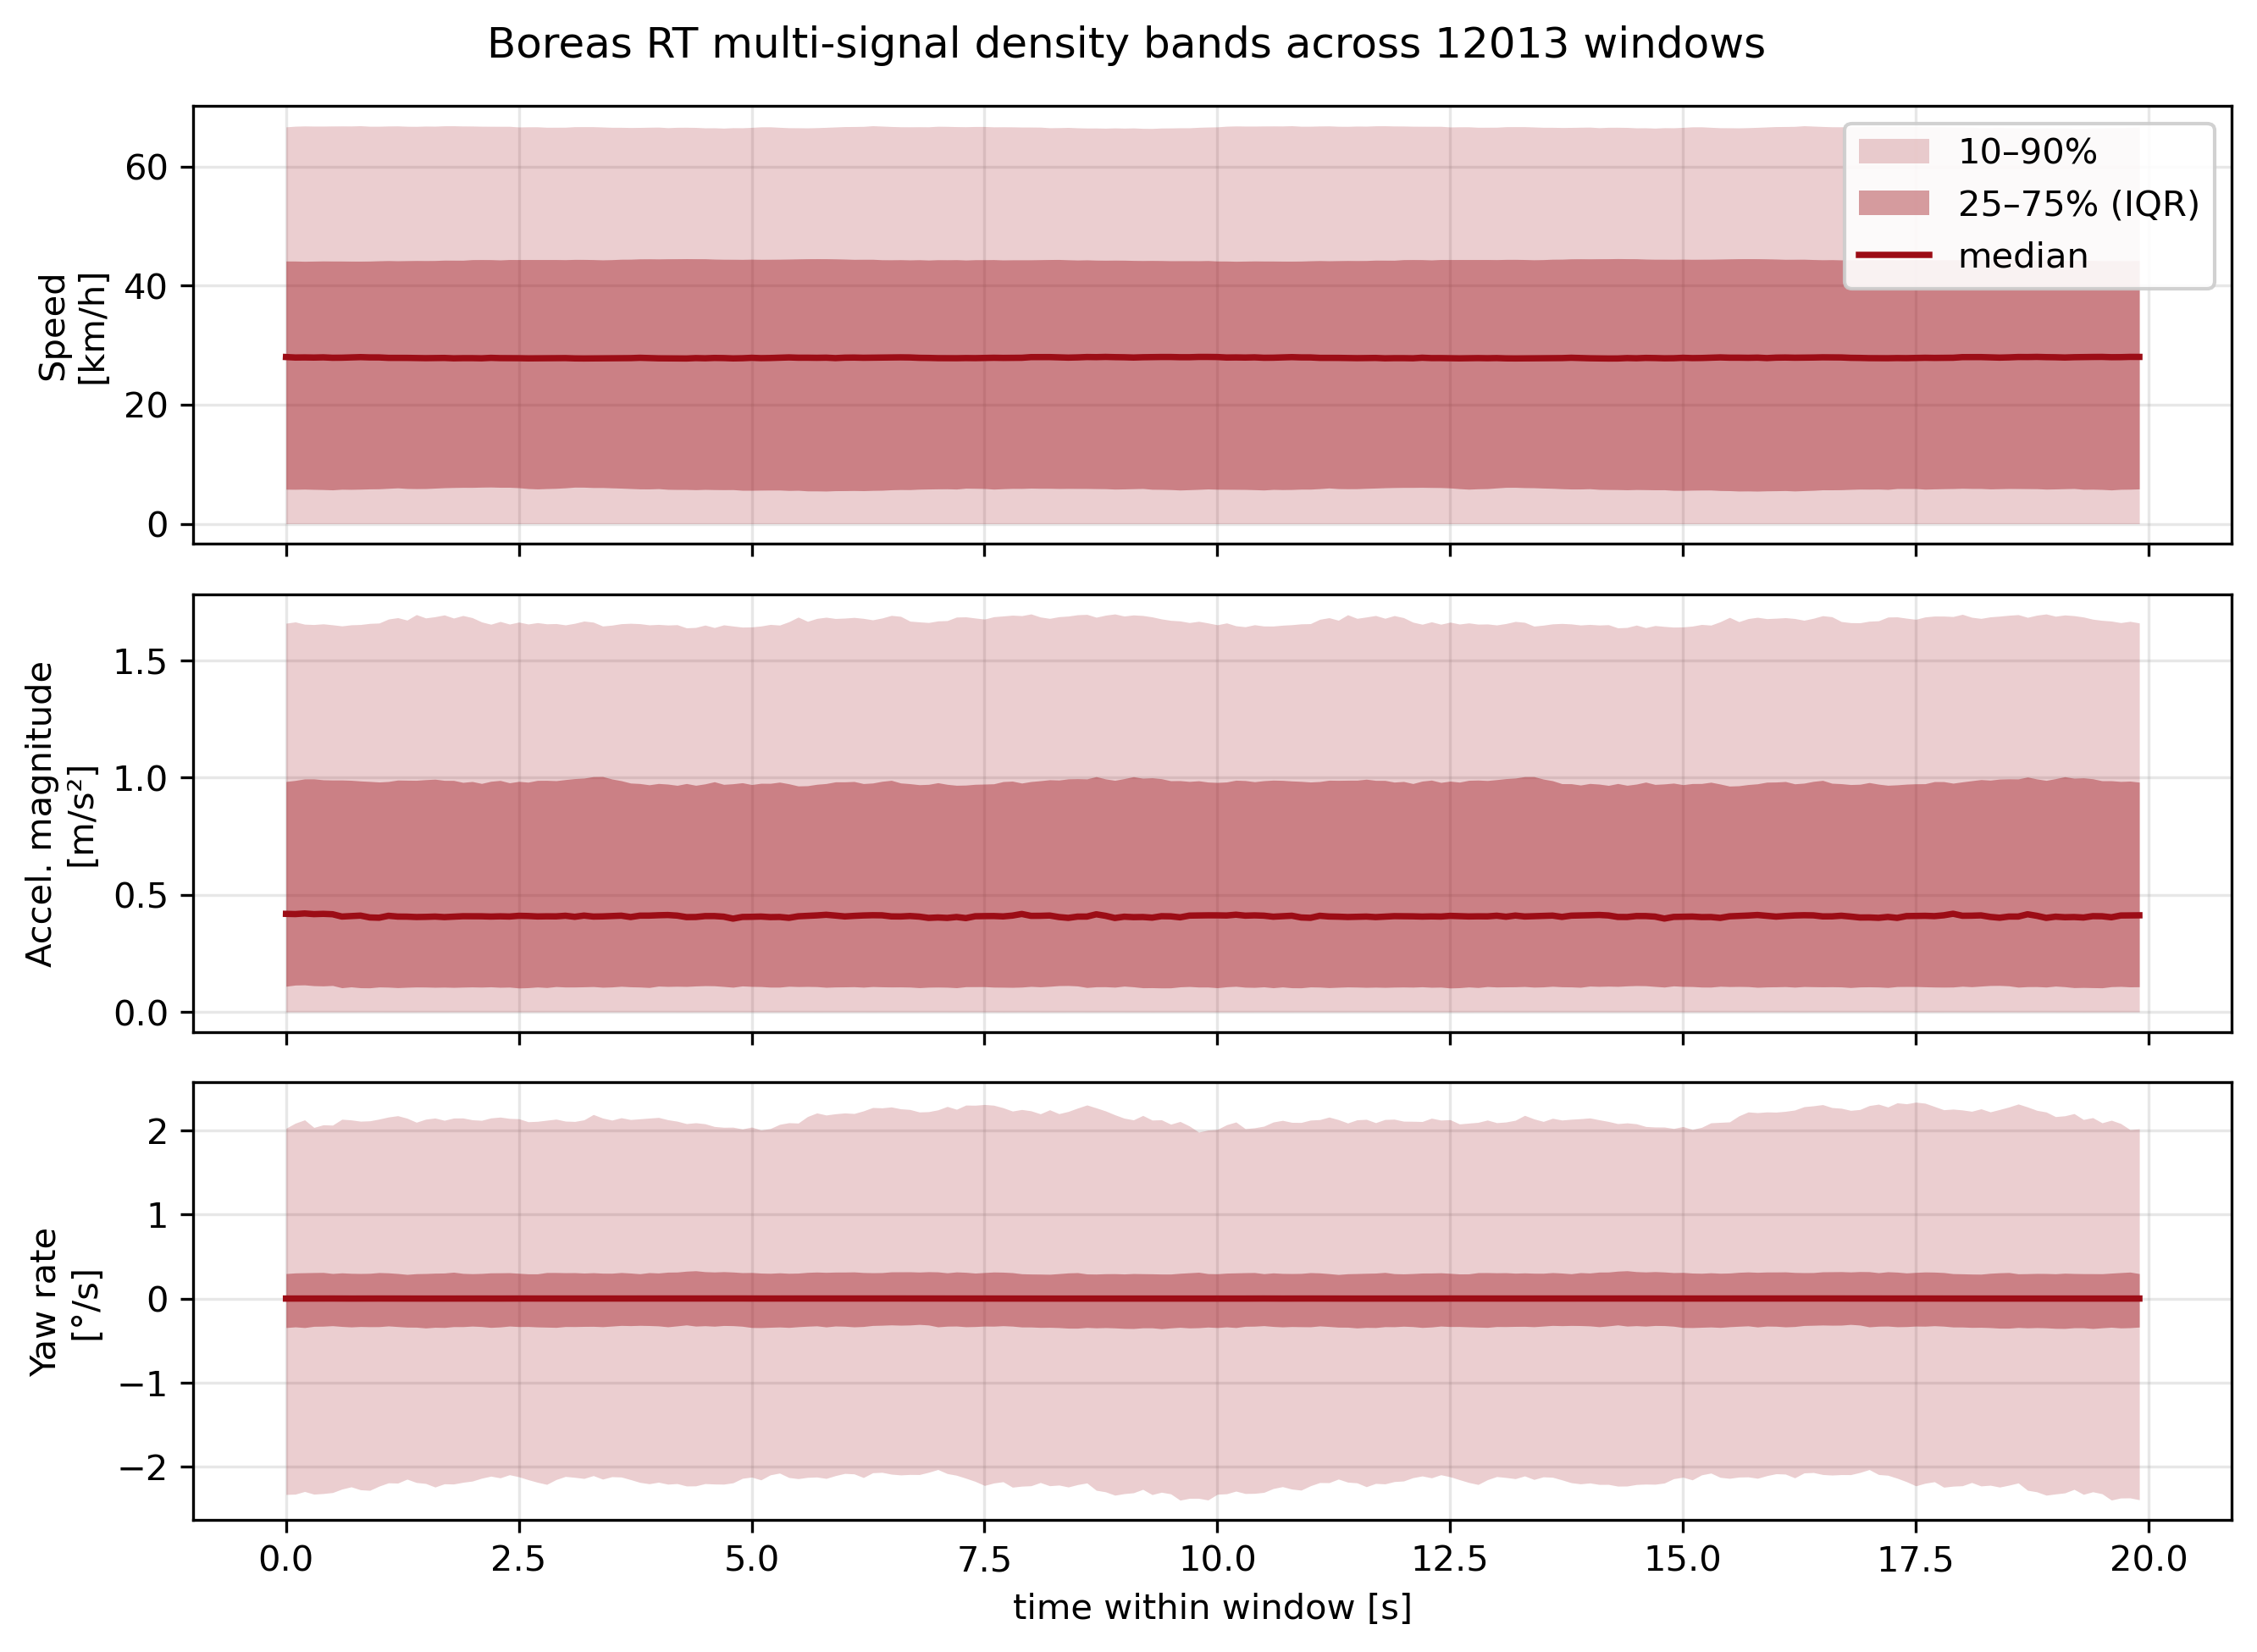 Boreas RT multi-signal density bands across 12013 windows
10–90%
25–75% (IQR)
median
Speed
[km/h]
60
40
20
0
Accel. magnitude
[m/s²]
1.5
1.0
0.5
0.0
Yaw rate
[°/s]
2
1
0
−1
−2
0.0 2.5 5.0 7.5 10.0 12.5 15.0 17.5 20.0
time within window [s]